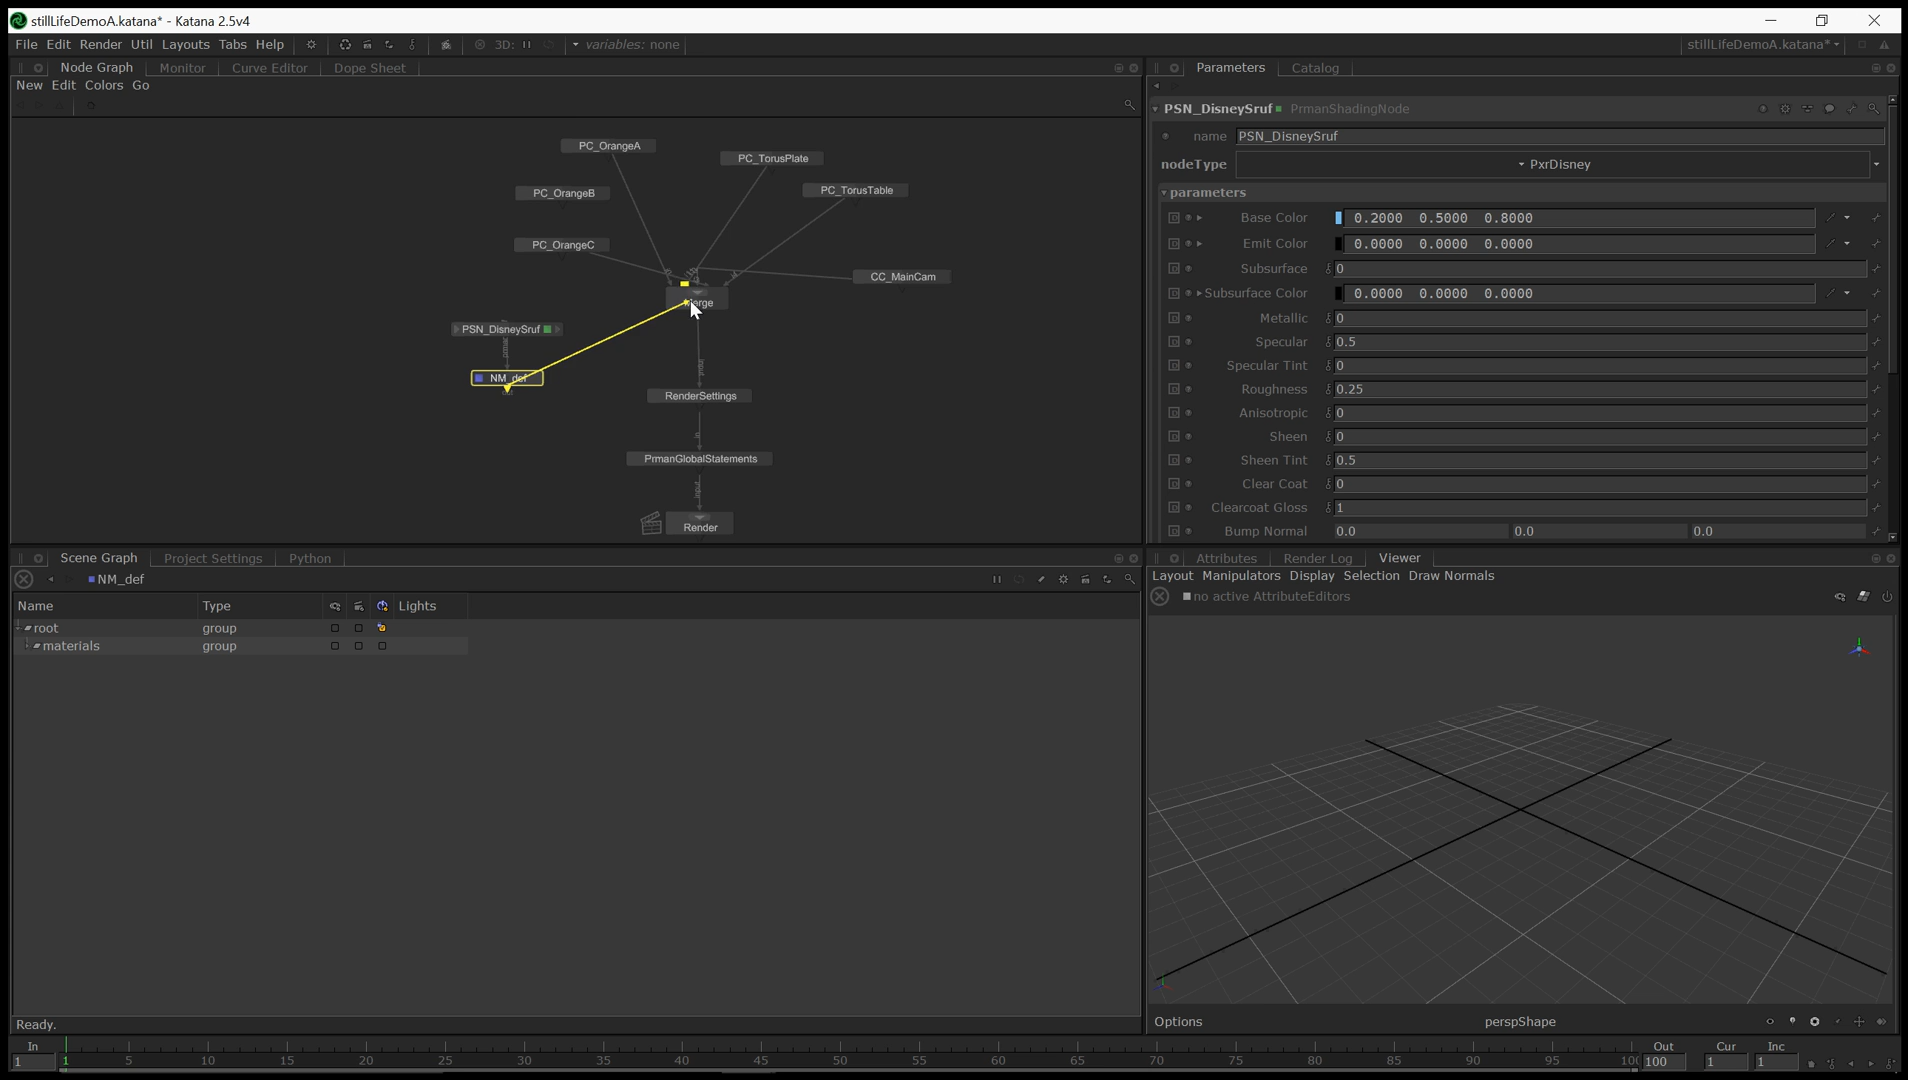 stillLifeDemoA.katana* - Katana 2.5v4
File Edit Render Util Layouts Tabs Help
3D:
variables: none
stillLifeDemoA.katana*
Node Graph Monitor Curve Editor Dope Sheet
New Edit Colors Go
PC_OrangeA
PC_TorusPlate
PC_OrangeB
PC_TorusTable
PC_OrangeC
CC_MainCam
PSN_DisneySruf
NM_def
out
RenderSettings
in
PrmanGlobalStatements
input
Render
Parameters Catalog
PSN_DisneySruf PrmanShadingNode
name PSN_DisneySruf
nodeType PxrDisney
parameters
Base Color 0.2000 0.5000 0.8000
Emit Color 0.0000 0.0000 0.0000
Subsurface 0
Subsurface Color 0.0000 0.0000 0.0000
Metallic 0
Specular 0.5
Specular Tint 0
Roughness 0.25
Anisotropic 0
Sheen 0
Sheen Tint 0.5
Clear Coat 0
Clearcoat Gloss 1
Bump Normal 0.0 0.0 0.0
Scene Graph Project Settings Python
NM_def
Name Type Lights
root group
materials group
Ready.
Attributes Render Log Viewer
Layout Manipulators Display Selection Draw Normals
no active AttributeEditors
Options perspShape
In Out Cur Inc
1 1 5 10 15 20 25 30 35 40 45 50 55 60 65 70 75 80 85 90 95 100 1 1